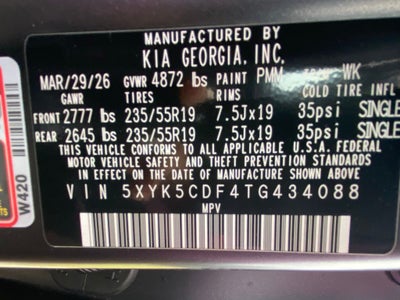 MANUFACTURED BY
KIA GEORGIA, INC.
MAR/29/26 GVWR 4872 lbs PAINT PMM WK
GAWR TIRES RIMS COLD TIRE INFL
FRONT 2777 lbs 235/55R19 7.5Jx19 35psi SINGLE
REAR 2645 lbs 235/55R19 7.5Jx19 35psi SINGLE
THIS VEHICLE CONFORMS TO ALL APPLICABLE U.S.A. FEDERAL
MOTOR VEHICLE SAFETY, BUMPER, AND THEFT PREVENTION
STANDARDS IN EFFECT ON THE DATE OF MANUFACTURE SHOWN ABOVE.
VIN 5XYK5CDF4TG434088
MPV
W420